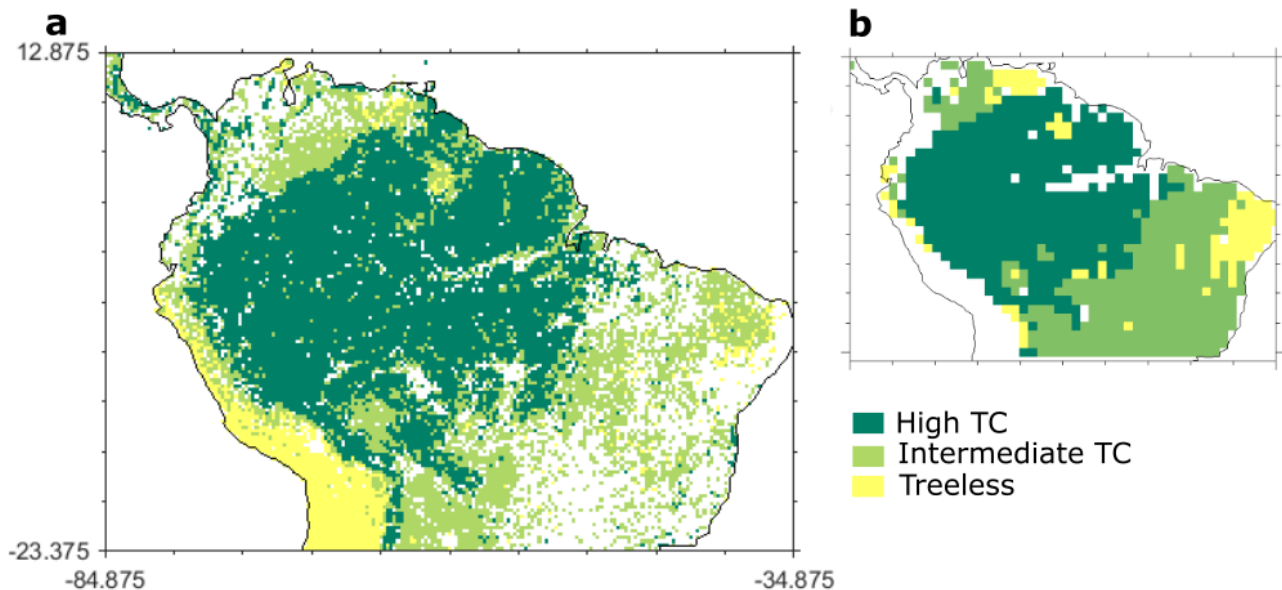 a
b
12.875
-23.375
-84.875
-34.875
High TC
Intermediate TC
Treeless